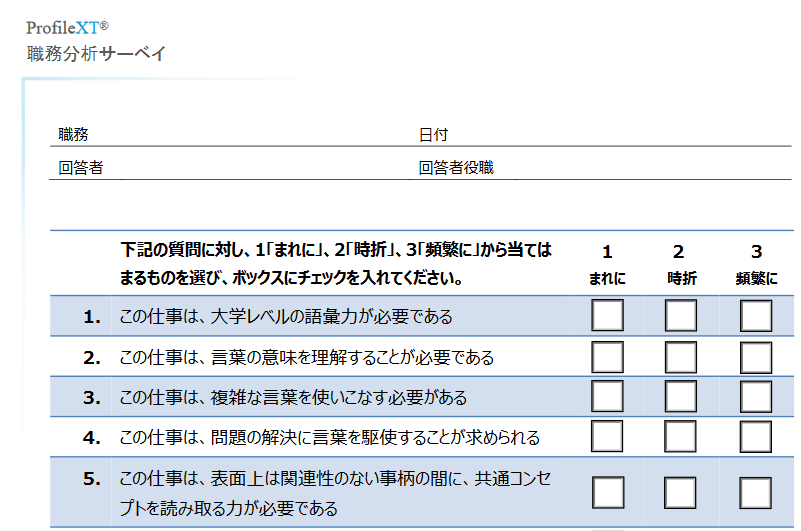 ProfileXT®
職務分析サーベイ
職務 日付
回答者 回答者役職
下記の質問に対し、1「まれに」、2「時折」、3「頻繁に」から当ては 1 2 3
まるものを選び、ボックスにチェックを入れてください。 まれに 時折 頻繁に
1. この仕事は、大学レベルの語彙力が必要である
2. この仕事は、言葉の意味を理解することが必要である
3. この仕事は、複雑な言葉を使いこなす必要がある
4. この仕事は、問題の解決に言葉を駆使することが求められる
5. この仕事は、表面上は関連性のない事柄の間に、共通コンセ
プトを読み取る力が必要である